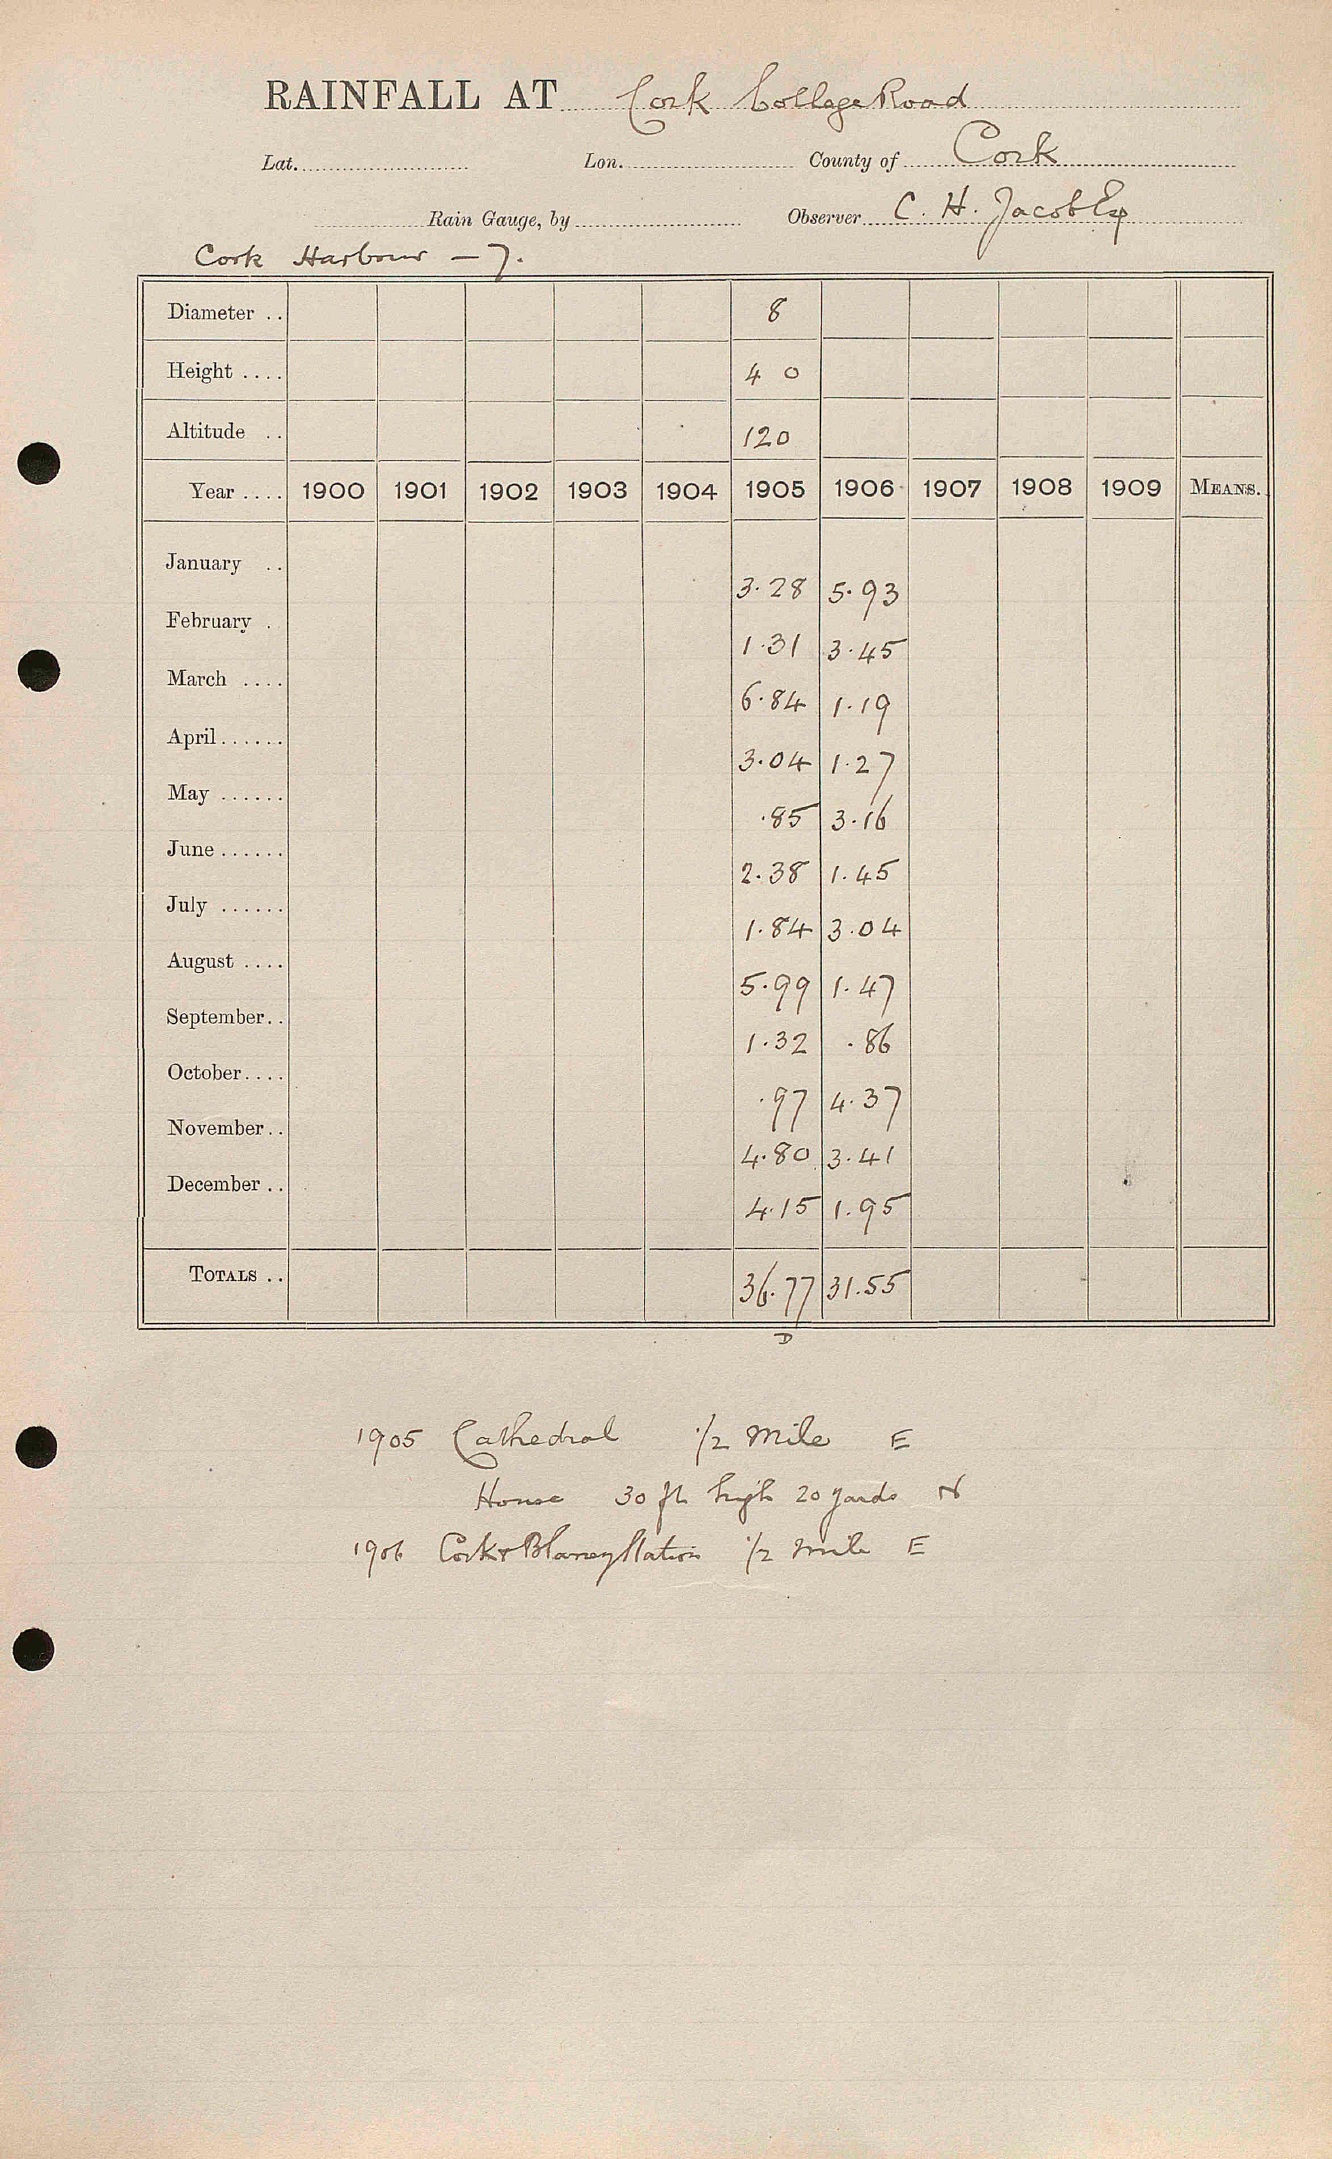 RAINFALL AT Cork College Road
Lat. Lon. County of Cork
Rain Gauge, by Observer C. H. Jacob Esq
Cork Harbour — 7.
Diameter .. 8
Height .... 4 0
Altitude .. 120
Year .... 1900 1901 1902 1903 1904 1905 1906 1907 1908 1909 MEANS.
January .. 3.28 5.93
February . 1.31 3.45
March .... 6.84 1.19
April ...... 3.04 1.27
May ...... .85 3.16
June ...... 2.38 1.45
July ...... 1.84 3.04
August .... 5.99 1.47
September.. 1.32 .86
October.... .97 4.37
November.. 4.80 3.41
December .. 4.15 1.95
TOTALS .. 36.77 31.55
D
1905 Cathedral 1/2 Mile E
House 30 ft high 20 yards N
1906 Cork & Blarney Station 1/2 mile E